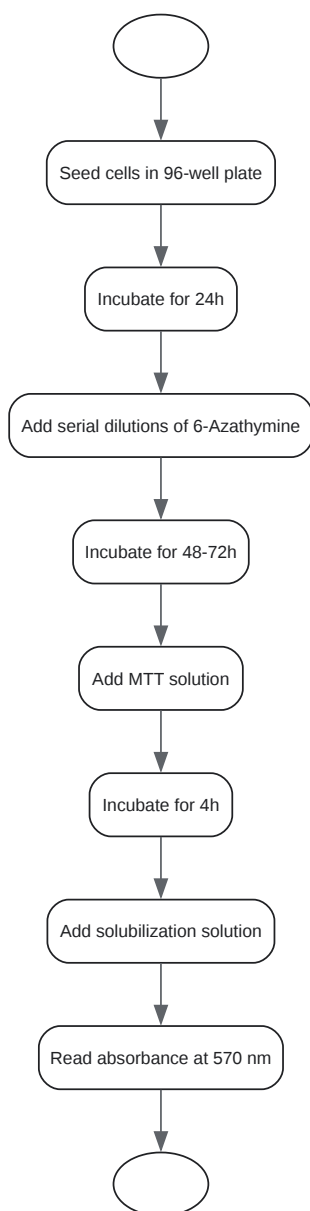 Seed cells in 96-well plate
Incubate for 24h
Add serial dilutions of 6-Azathymine
Incubate for 48-72h
Add MTT solution
Incubate for 4h
Add solubilization solution
Read absorbance at 570 nm